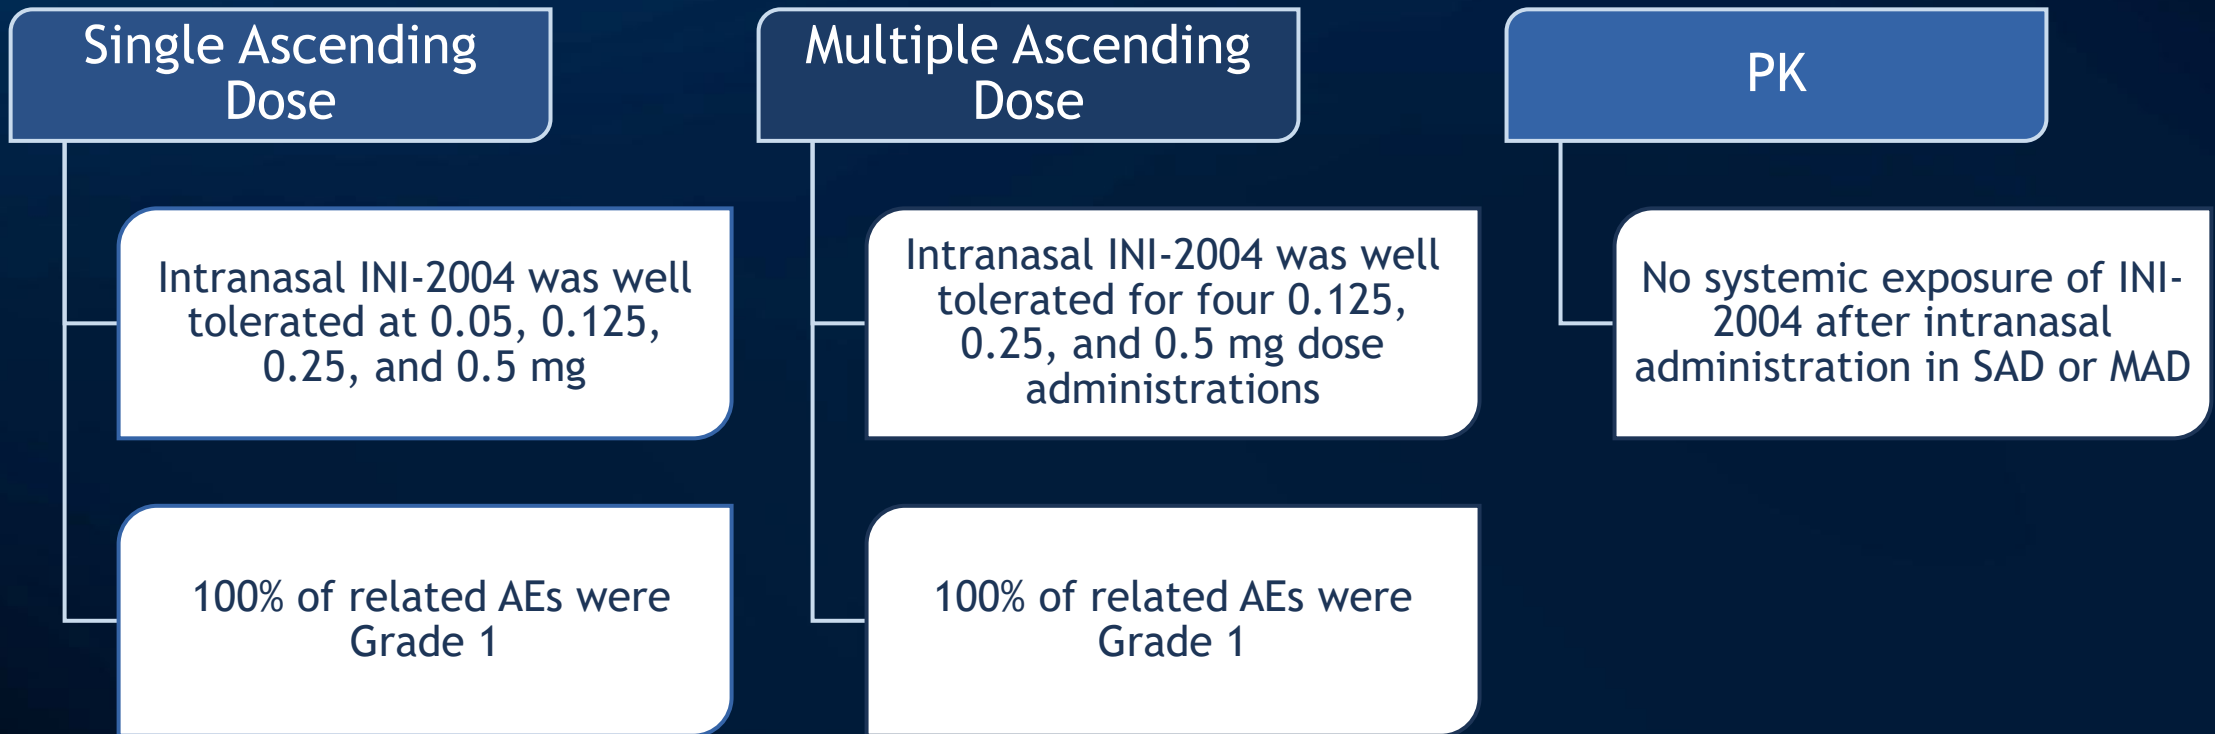 Single Ascending
Dose
Intranasal INI-2004 was well
tolerated at 0.05, 0.125,
0.25, and 0.5 mg
100% of related AEs were
Grade 1
Multiple Ascending
Dose
Intranasal INI-2004 was well
tolerated for four 0.125,
0.25, and 0.5 mg dose
administrations
100% of related AEs were
Grade 1
PK
No systemic exposure of INI-
2004 after intranasal
administration in SAD or MAD